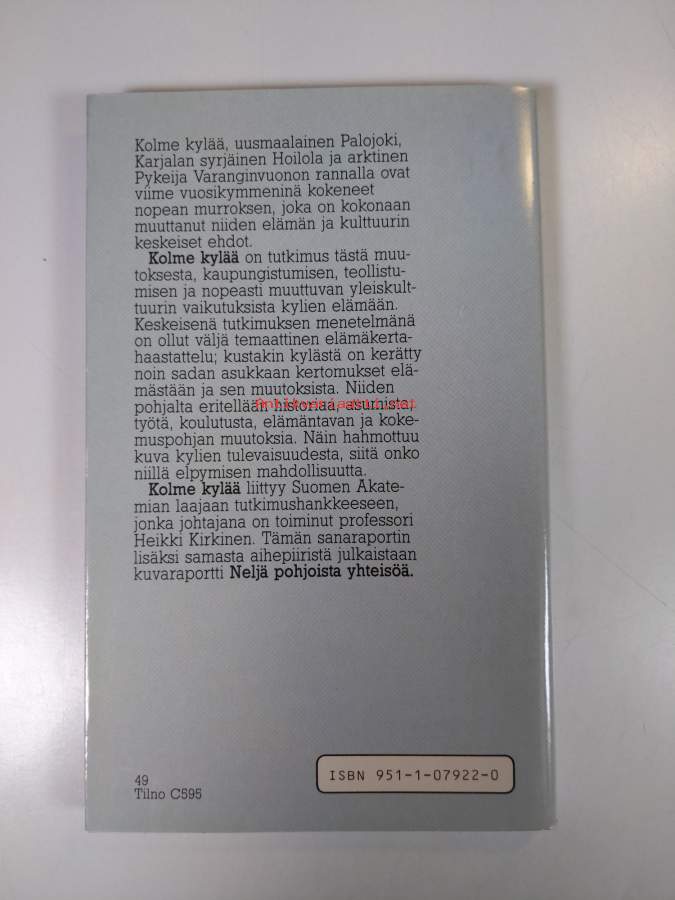 Kolme kylää, uusmaalainen Palojoki,
Karjalan syrjäinen Hoilola ja arktinen
Pykeija Varanginvuonon rannalla ovat
viime vuosikymmeninä kokeneet
nopean murroksen, joka on kokonaan
muuttanut niiden elämän ja kulttuurin
keskeiset ehdot.
Kolme kylää on tutkimus tästä muu-
toksesta, kaupungistumisen, teollistu-
misen ja nopeasti muuttuvan yleiskult-
tuurin vaikutuksista kylien elämään.
Keskeisenä tutkimuksen menetelmänä
on ollut väljä temaattinen elämäkerta-
haastattelu; kustakin kylästä on kerätty
noin sadan asukkaan kertomukset elä-
mästään ja sen muutoksista. Niiden
pohjalta eritellään historiaa, asumista
Antikvariaatti.net
työtä, koulutusta, elämäntavan ja koke-
muspohjan muutoksia. Näin hahmottuu
kuva kylien tulevaisuudesta, siitä onko
niillä elpymisen mahdollisuutta.
Kolme kylää liittyy Suomen Akate-
mian laajaan tutkimushankkeeseen,
jonka johtajana on toiminut professori
Heikki Kirkinen. Tämän sanaraportin
lisäksi samasta aihepiiristä julkaistaan
kuvaraportti Neljä pohjoista yhteisöä.
49
Tilno C595
ISBN 951-1-07922-0